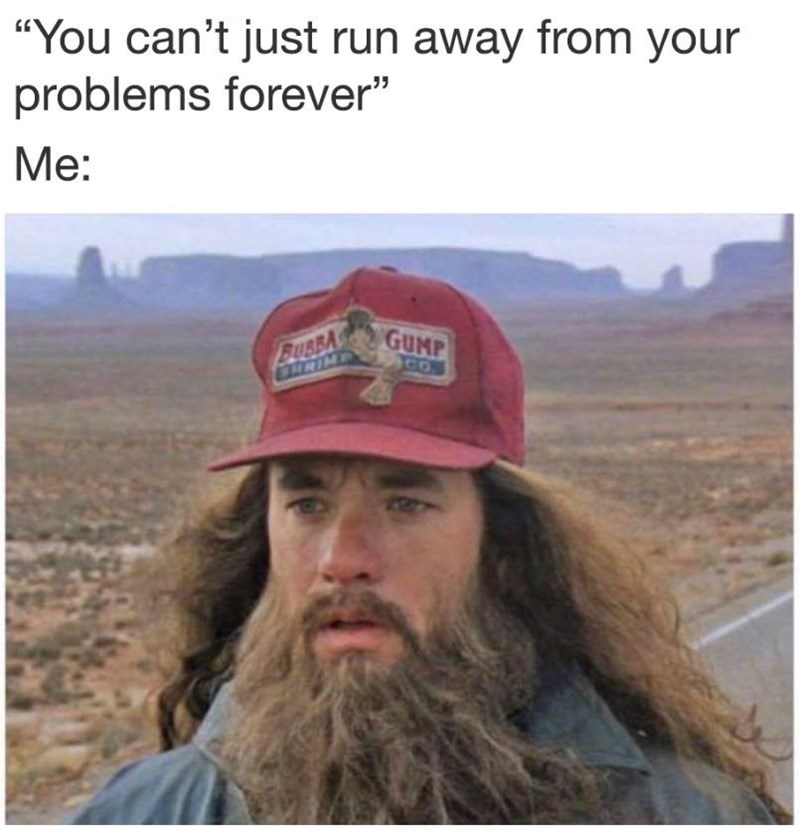 “You can’t just run away from your
problems forever”
Me:
BUBBA GUMP
SHRIMP CO.